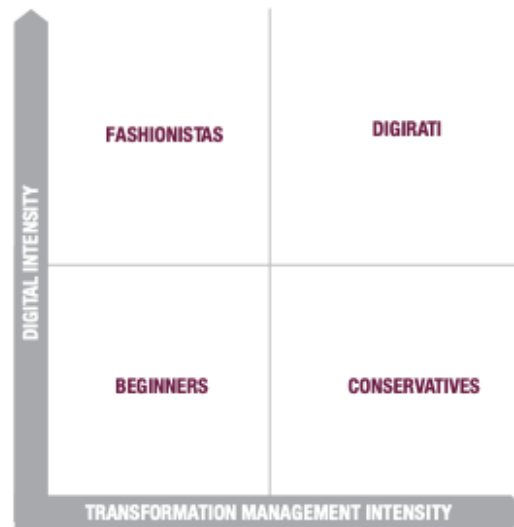 FASHIONISTAS
DIGIRATI
DIGITAL INTENSITY
BEGINNERS
CONSERVATIVES
TRANSFORMATION MANAGEMENT INTENSITY